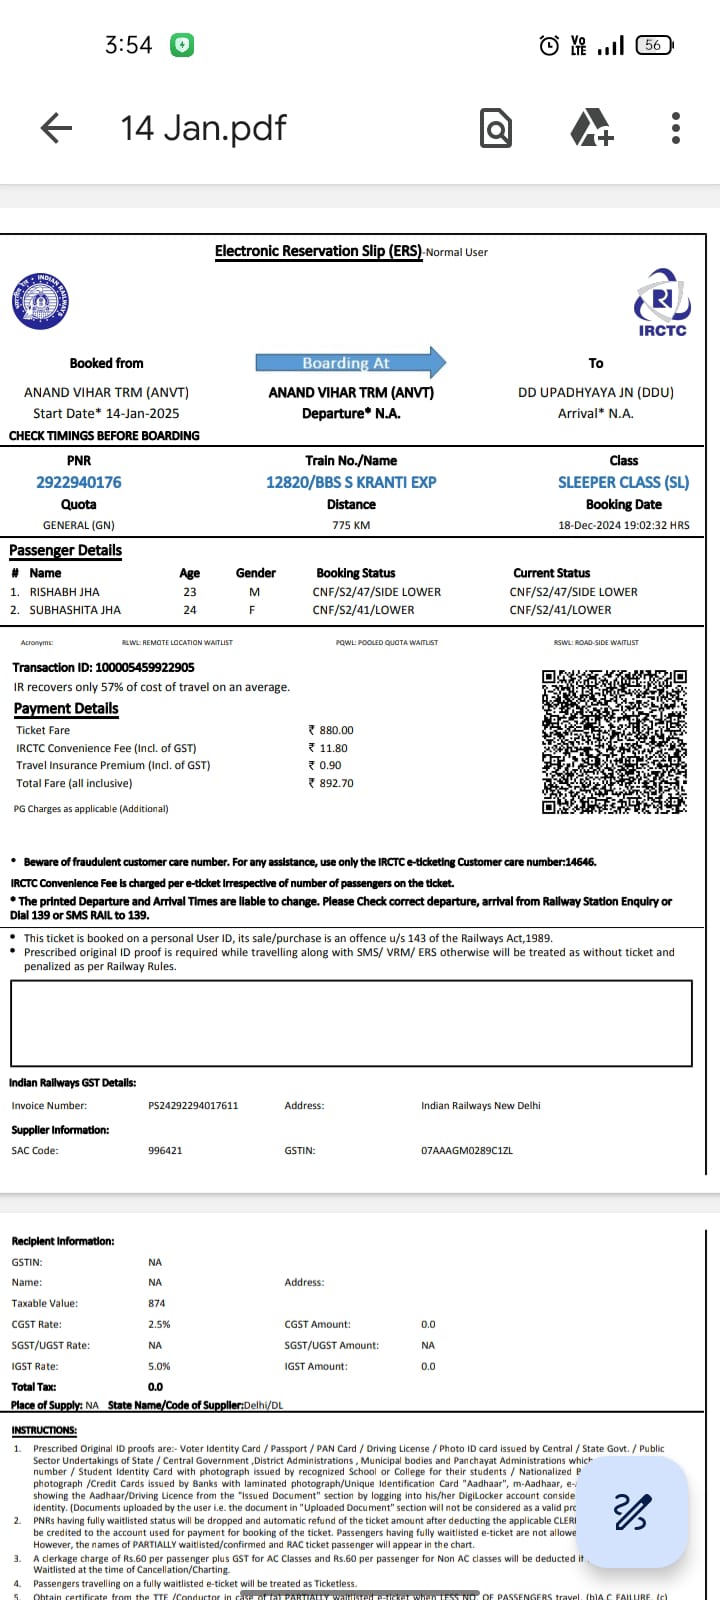 3:54
Vo
LTE
56
14 Jan.pdf
Electronic Reservation Slip (ERS)-Normal User
INDIAN RAILWAYS
IRCTC
Booked from Boarding At To
ANAND VIHAR TRM (ANVT) ANAND VIHAR TRM (ANVT) DD UPADHYAYA JN (DDU)
Start Date* 14-Jan-2025 Departure* N.A. Arrival* N.A.
CHECK TIMINGS BEFORE BOARDING
PNR Train No./Name Class
2922940176 12820/BBS S KRANTI EXP SLEEPER CLASS (SL)
Quota Distance Booking Date
GENERAL (GN) 775 KM 18-Dec-2024 19:02:32 HRS
Passenger Details
# Name Age Gender Booking Status Current Status
1. RISHABH JHA 23 M CNF/S2/47/SIDE LOWER CNF/S2/47/SIDE LOWER
2. SUBHASHITA JHA 24 F CNF/S2/41/LOWER CNF/S2/41/LOWER
Acronyms: RLWL: REMOTE LOCATION WAITLIST PQWL: POOLED QUOTA WAITLIST RSWL: ROAD-SIDE WAITLIST
Transaction ID: 100005459922905
IR recovers only 57% of cost of travel on an average.
Payment Details
Ticket Fare ₹ 880.00
IRCTC Convenience Fee (Incl. of GST) ₹ 11.80
Travel Insurance Premium (Incl. of GST) ₹ 0.90
Total Fare (all inclusive) ₹ 892.70
PG Charges as applicable (Additional)
• Beware of fraudulent customer care number. For any assistance, use only the IRCTC e-ticketing Customer care number:14646.
IRCTC Convenience Fee is charged per e-ticket irrespective of number of passengers on the ticket.
• The printed Departure and Arrival Times are liable to change. Please Check correct departure, arrival from Railway Station Enquiry or
Dial 139 or SMS RAIL to 139.
• This ticket is booked on a personal User ID, its sale/purchase is an offence u/s 143 of the Railways Act,1989.
• Prescribed original ID proof is required while travelling along with SMS/ VRM/ ERS otherwise will be treated as without ticket and
penalized as per Railway Rules.
Indian Railways GST Details:
Invoice Number: PS24292294017611 Address: Indian Railways New Delhi
Supplier Information:
SAC Code: 996421 GSTIN: 07AAAGM0289C1ZL
Recipient Information:
GSTIN: NA
Name: NA Address:
Taxable Value: 874
CGST Rate: 2.5% CGST Amount: 0.0
SGST/UGST Rate: NA SGST/UGST Amount: NA
IGST Rate: 5.0% IGST Amount: 0.0
Total Tax: 0.0
Place of Supply: NA State Name/Code of Supplier:Delhi/DL
INSTRUCTIONS:
1. Prescribed Original ID proofs are:- Voter Identity Card / Passport / PAN Card / Driving License / Photo ID card issued by Central / State Govt. / Public
Sector Undertakings of State / Central Government ,District Administrations , Municipal bodies and Panchayat Administrations which
number / Student Identity Card with photograph issued by recognized School or College for their students / Nationalized
photograph /Credit Cards issued by Banks with laminated photograph/Unique Identification Card "Aadhaar", m-Aadhaar, e-
showing the Aadhaar/Driving Licence from the "Issued Document" section by logging into his/her DigiLocker account
identity. (Documents uploaded by the user i.e. the document in "Uploaded Document" section will not be considered as a valid
2. PNRs having fully waitlisted status will be dropped and automatic refund of the ticket amount after deducting the applicable
be credited to the account used for payment for booking of the ticket. Passengers having fully waitlisted e-ticket are not
However, the names of PARTIALLY waitlisted/confirmed and RAC ticket passenger will appear in the chart.
3. A clerkage charge of Rs.60 per passenger plus GST for AC Classes and Rs.60 per passenger for Non AC classes will be deducted
Waitlisted at the time of Cancellation/Charting.
4. Passengers travelling on a fully waitlisted e-ticket will be treated as Ticketless.
5. Obtain certificate from the TTE /Conductor in case of (a) PARTIALLY waitlisted e-ticket when LESS NO. OF PASSENGERS travel, (b)A.C FAILURE, (c)